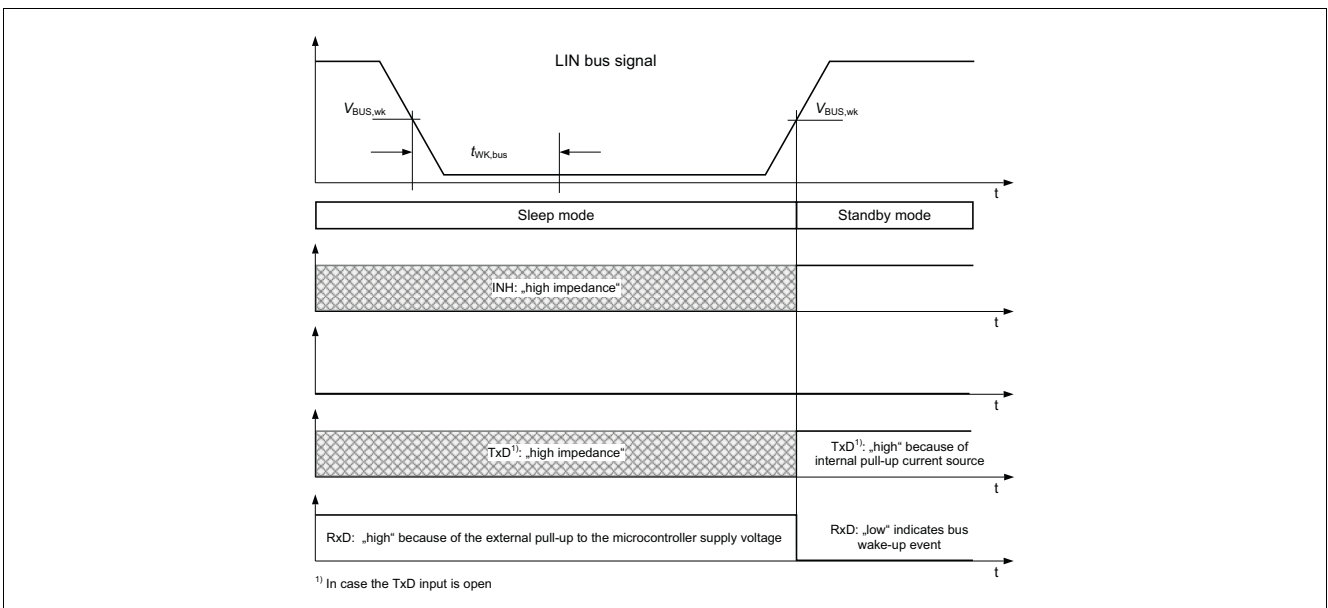 LIN bus signal
V_BUS,wk
V_BUS,wk
t_WK,bus
t
Sleep mode
Standby mode
INH: „high impedance“
t
t
TxD¹⁾: „high impedance“
TxD¹⁾: „high“ because of
internal pull-up current source
t
RxD: „high“ because of the external pull-up to the microcontroller supply voltage
RxD: „low“ indicates bus
wake-up event
t
¹⁾ In case the TxD input is open